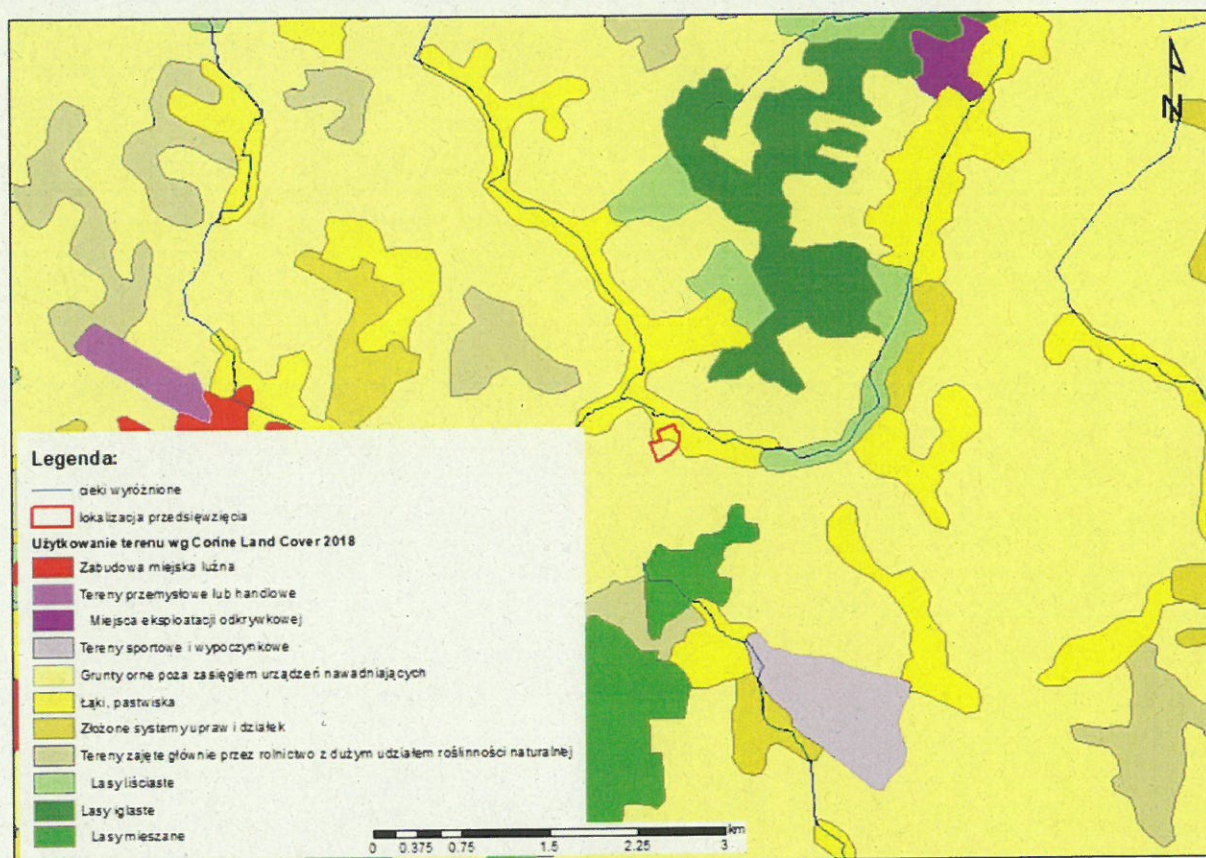 N
Legenda:
cieki wyróżnione
lokalizacja przedsięwzięcia
Użytkowanie terenu wg Corine Land Cover 2018
Zabudowa miejska luźna
Tereny przemysłowe lub handlowe
Miejsca eksploatacji odkrywkowej
Tereny sportowe i wypoczynkowe
Grunty orne poza zasięgiem urządzeń nawadniających
Łąki, pastwiska
Złożone systemy upraw i działek
Tereny zajęte głównie przez rolnictwo z dużym udziałem roślinności naturalnej
Lasy liściaste
Lasy iglaste
Lasy mieszane
km
0 0.375 0.75 1.5 2.25 3